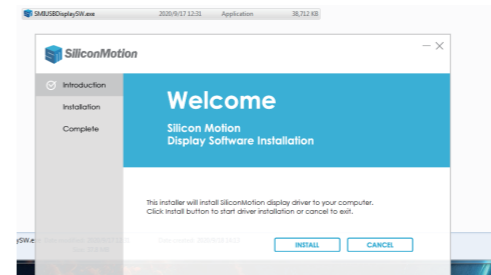 SMIUSBDisplaySW.exe 2020/9/17 12:31 Application 38,712 KB
SiliconMotion
Introduction
Installation
Complete
Welcome
Silicon Motion
Display Software Installation
This installer will install SiliconMotion display driver to your computer.
Click Install button to start driver installation or cancel to exit.
ySW.e
INSTALL CANCEL